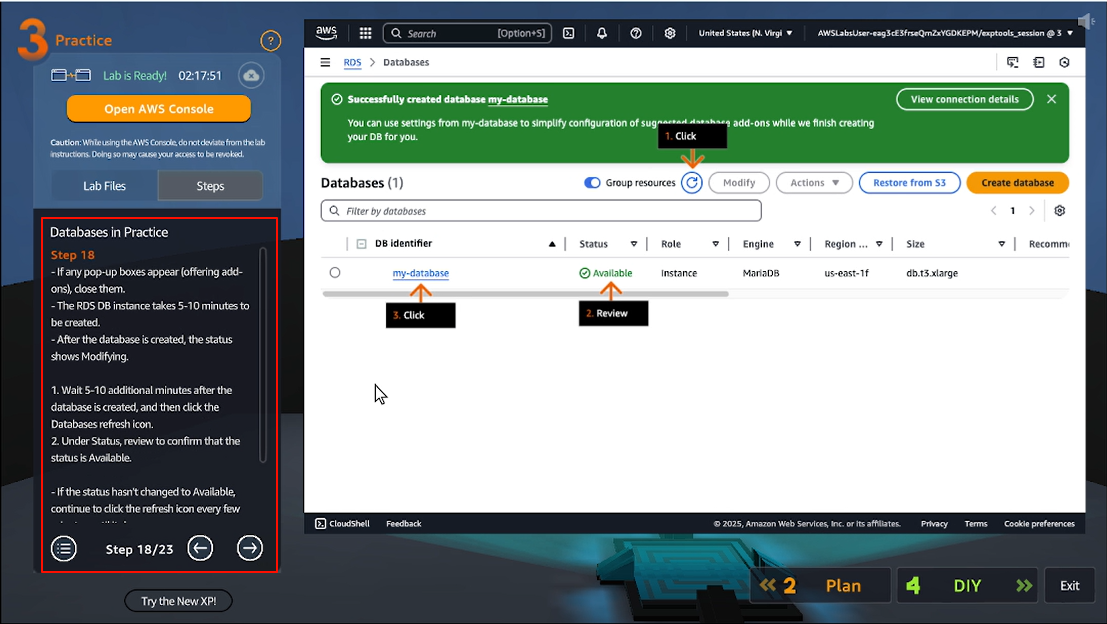 3 Practice
?
Lab is Ready! 02:17:51
Open AWS Console
Caution: While using the AWS Console, do not deviate from the lab
instructions. Doing so may cause your access to be revoked.
Lab Files
Steps
Databases in Practice
Step 18
- If any pop-up boxes appear (offering add-
ons), close them.
- The RDS DB instance takes 5-10 minutes to
be created.
- After the database is created, the status
shows Modifying.
1. Wait 5-10 additional minutes after the
database is created, and then click the
Databases refresh icon.
2. Under Status, review to confirm that the
status is Available.
- If the status hasn't changed to Available,
continue to click the refresh icon every few
Step 18/23
Try the New XP!
aws
Search [Option+S]
United States (N. Virgi
AWSLabsUser-eag3cE3frseQmZxYGDKEPM/exptools_session @ 3
RDS > Databases
Successfully created database my-database
View connection details
You can use settings from my-database to simplify configuration of suggested database add-ons while we finish creating
your DB for you.
1. Click
Databases (1)
Group resources
Modify
Actions
Restore from S3
Create database
Filter by databases
1
DB identifier
Status
Role
Engine
Region ...
Size
Recomm
my-database
Available
Instance
MariaDB
us-east-1f
db.t3.xlarge
3. Click
2. Review
CloudShell
Feedback
© 2025, Amazon Web Services, Inc. or its affiliates.
Privacy
Terms
Cookie preferences
2 Plan
4 DIY
Exit